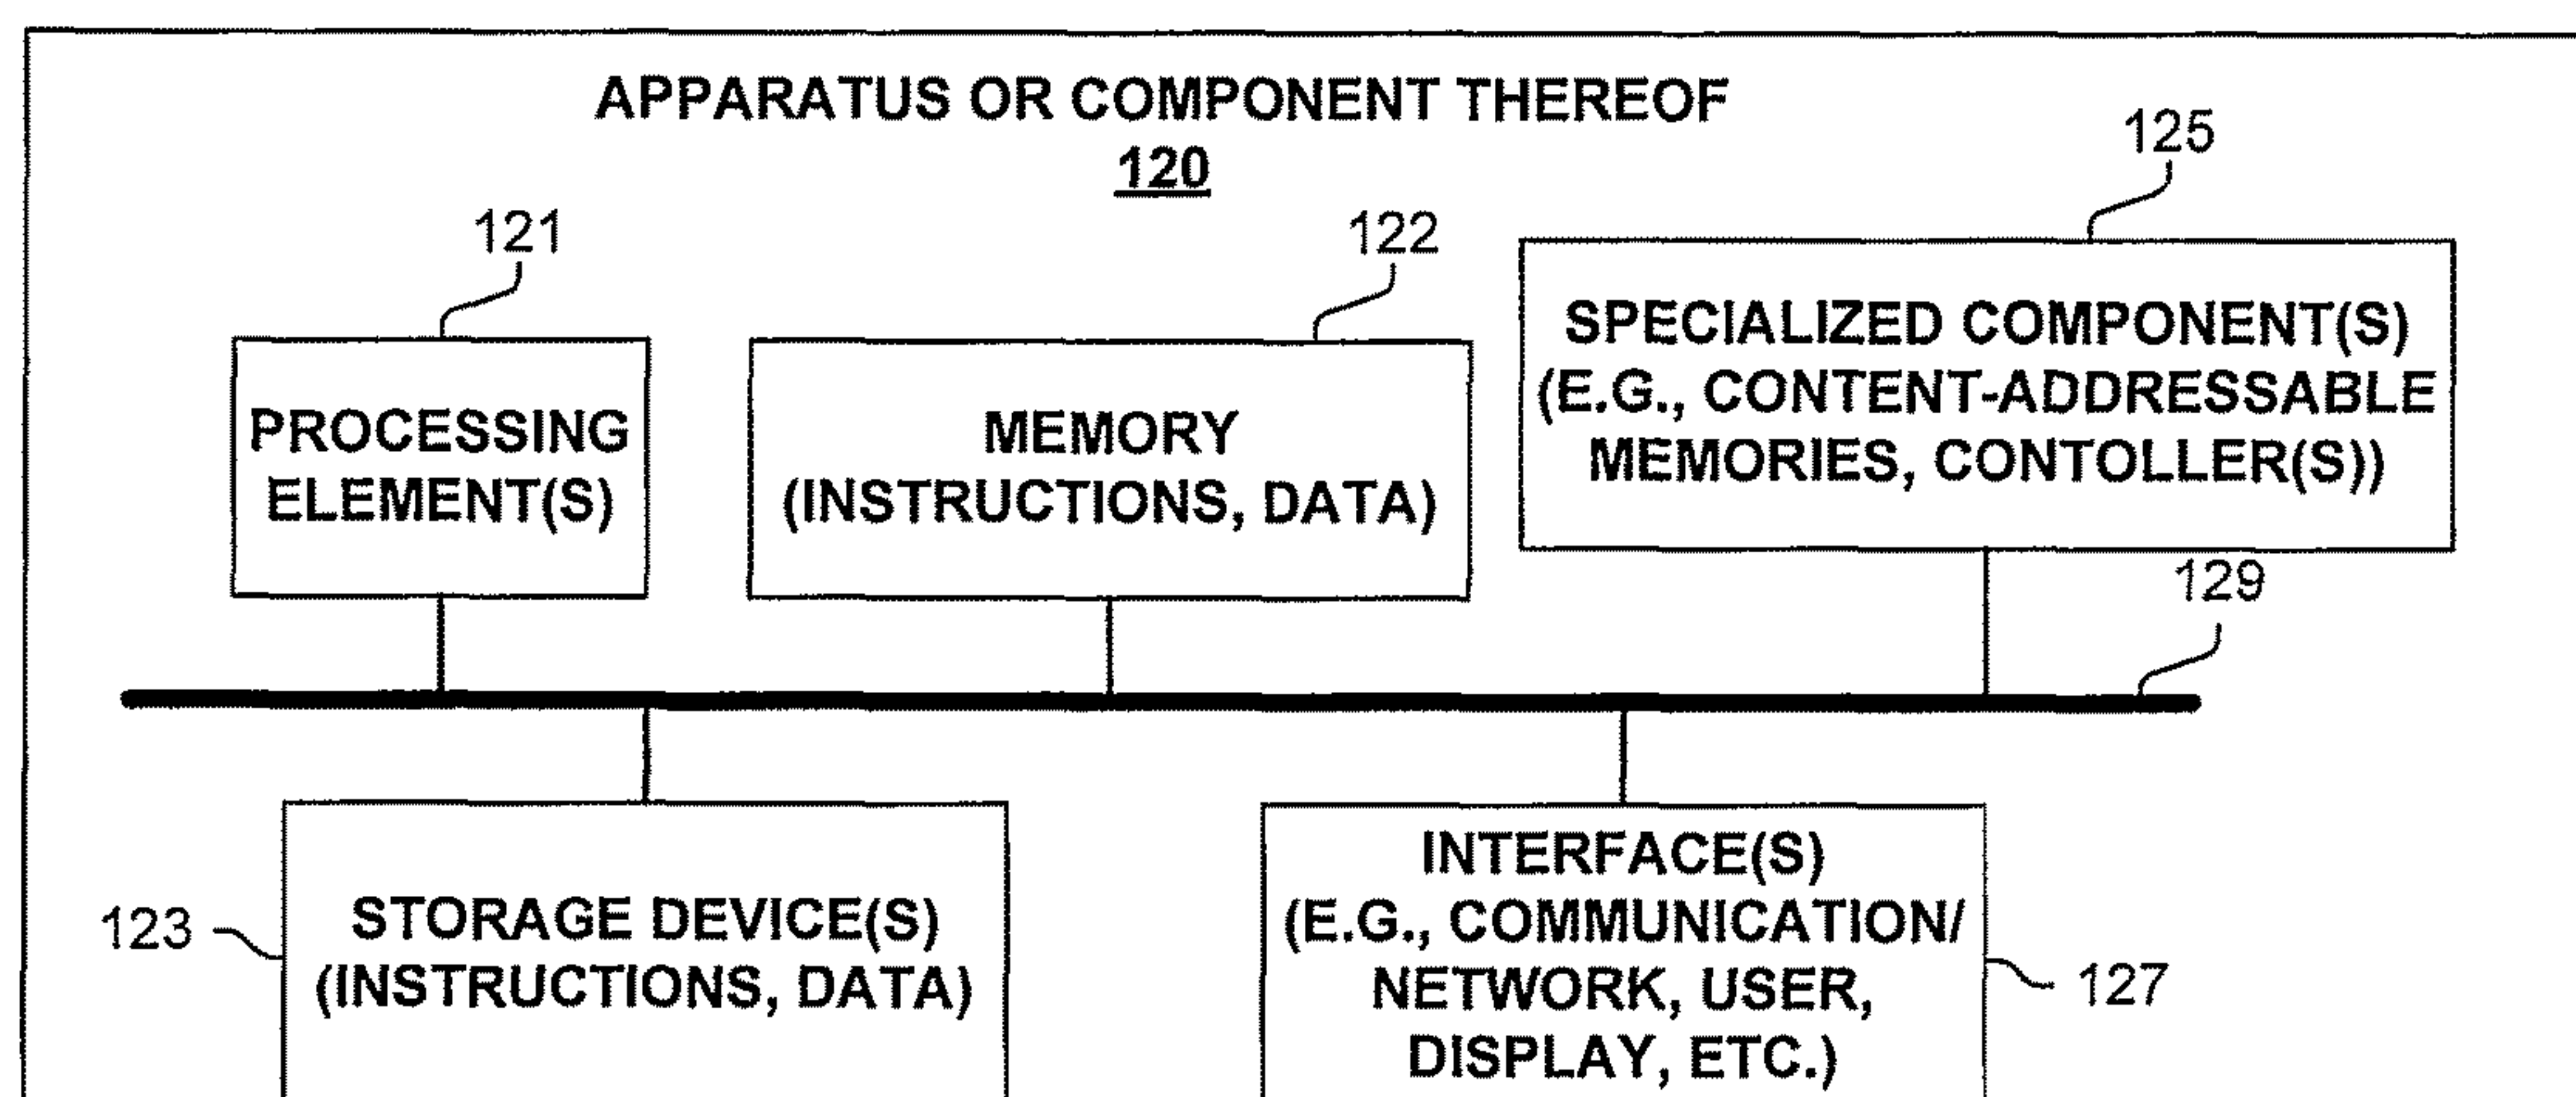 APPARATUS OR COMPONENT THEREOF
120
125
121
122
SPECIALIZED COMPONENT(S)
(E.G., CONTENT-ADDRESSABLE
MEMORIES, CONTOLLER(S))
PROCESSING
ELEMENT(S)
MEMORY
(INSTRUCTIONS, DATA)
129
123
STORAGE DEVICE(S)
(INSTRUCTIONS, DATA)
INTERFACE(S)
(E.G., COMMUNICATION/
NETWORK, USER,
DISPLAY, ETC.)
127